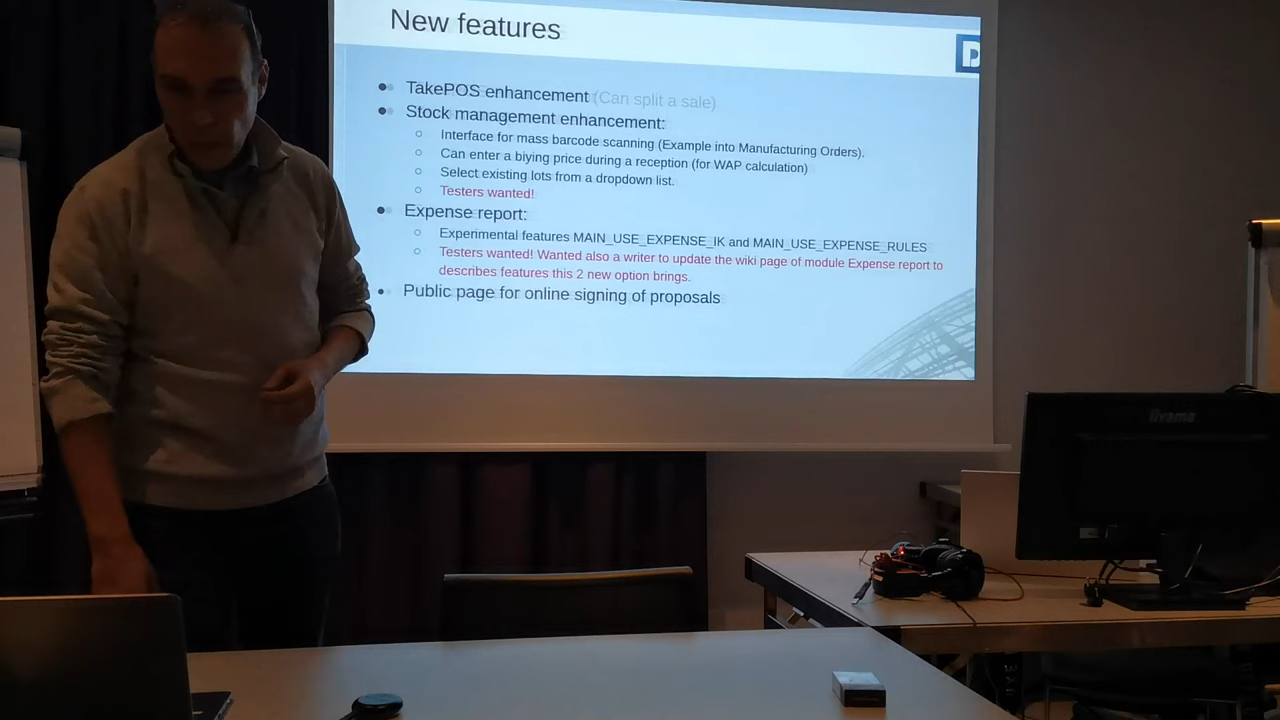 New features
D
TakePOS enhancement (Can split a sale)
Stock management enhancement:
Interface for mass barcode scanning (Example into Manufacturing Orders).
Can enter a biying price during a reception (for WAP calculation)
Select existing lots from a dropdown list.
Testers wanted!
Expense report:
Experimental features MAIN_USE_EXPENSE_IK and MAIN_USE_EXPENSE_RULES
Testers wanted! Wanted also a writer to update the wiki page of module Expense report to
describes features this 2 new option brings.
Public page for online signing of proposals
iiyama